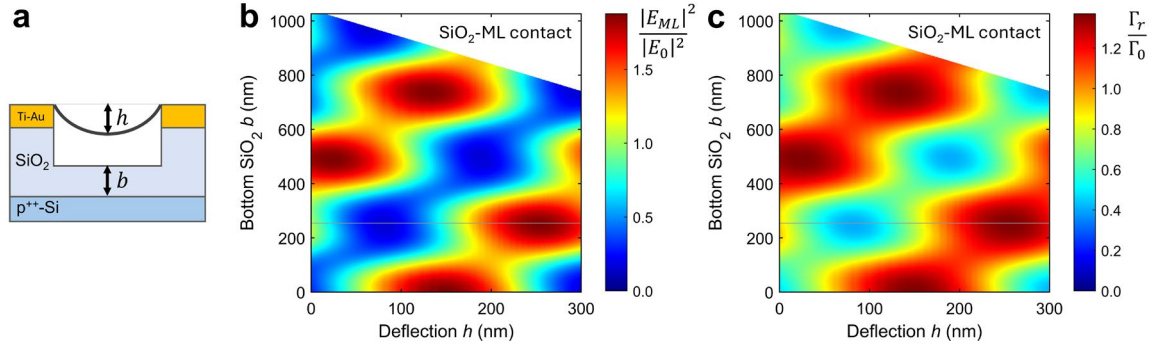 a
Ti-Au
h
SiO₂
b
p⁺⁺-Si
b
Bottom SiO₂ b (nm)
1000
800
600
400
200
0
0 100 200 300
Deflection h (nm)
SiO₂-ML contact
|E_ML|²
|E₀|²
1.5
1.0
0.5
0.0
c
Bottom SiO₂ b (nm)
1000
800
600
400
200
0
0 100 200 300
Deflection h (nm)
SiO₂-ML contact
Γᵣ
Γ₀
1.2
1.0
0.8
0.6
0.4
0.2
0.0